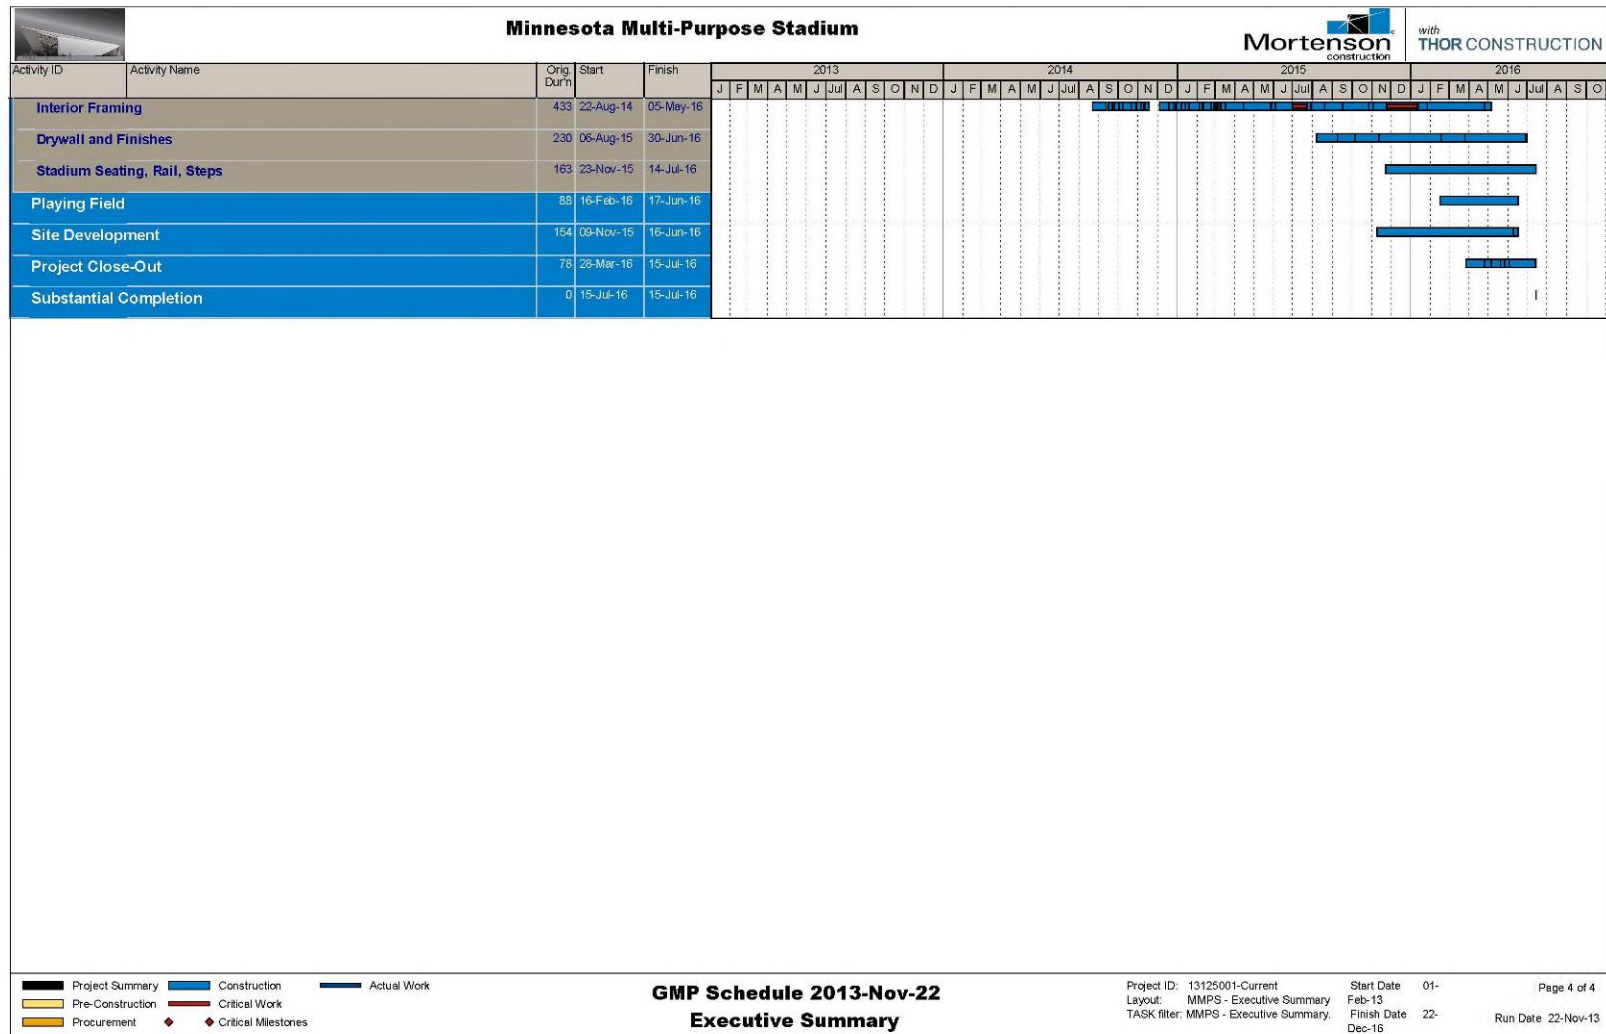 Minnesota Multi-Purpose Stadium
Mortenson
construction
with
THOR CONSTRUCTION
Activity ID Activity Name Orig. Dur'n Start Finish 2013 2014 2015 2016
J F M A M J Jul A S O N D J F M A M J Jul A S O N D J F M A M J Jul A S O N D J F M A M J Jul A S O
Interior Framing 433 22-Aug-14 05-May-16
Drywall and Finishes 230 06-Aug-15 30-Jun-16
Stadium Seating, Rail, Steps 163 23-Nov-15 14-Jul-16
Playing Field 88 16-Feb-16 17-Jun-16
Site Development 154 09-Nov-15 16-Jun-16
Project Close-Out 78 28-Mar-16 15-Jul-16
Substantial Completion 0 15-Jul-16 15-Jul-16
Project Summary Construction Actual Work
Pre-Construction Critical Work
Procurement Critical Milestones
GMP Schedule 2013-Nov-22
Executive Summary
Project ID: 13125001-Current
Layout: MMPS - Executive Summary
TASK filter: MMPS - Executive Summary.
Start Date 01-
Feb-13
Finish Date 22-
Dec-16
Page 4 of 4
Run Date 22-Nov-13